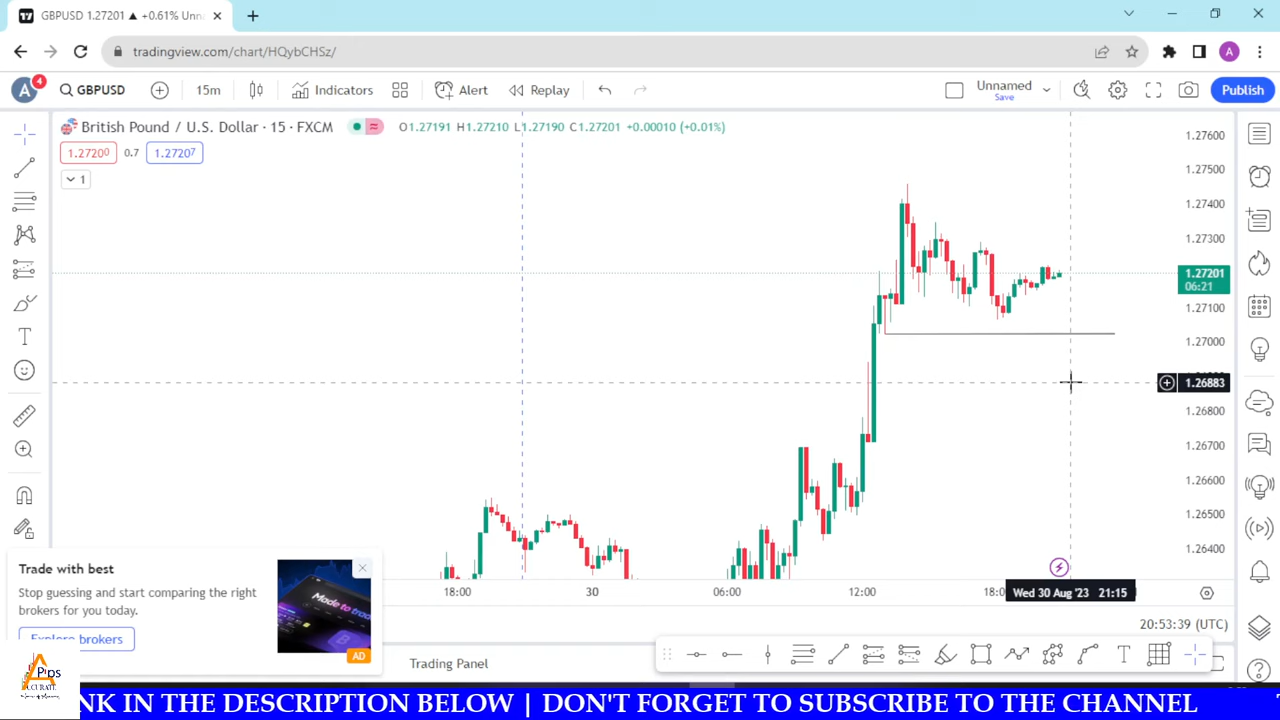 GBPUSD 1.27201 ▲ +0.61% Unna
tradingview.com/chart/HQybCHSz/
A
A
4
GBPUSD
15m
Indicators
Alert
Replay
Unnamed
Save
Publish
British Pound / U.S. Dollar · 15 · FXCM
O1.27191 H1.27210 L1.27190 C1.27201 +0.00010 (+0.01%)
1.27200
0.7
1.27207
1
1.27600
1.27500
1.27400
1.27300
1.27201
06:21
1.27100
1.27000
1.26883
1.26800
1.26700
1.26600
1.26500
1.26400
18:00
30
06:00
12:00
18:0
Wed 30 Aug '23 21:15
20:53:39 (UTC)
Trade with best
Stop guessing and start comparing the right
brokers for you today.
Explore brokers
Made to trad
AD
Trading Panel
Pips
NK IN THE DESCRIPTION BELOW | DON'T FORGET TO SUBSCRIBE TO THE CHANNEL